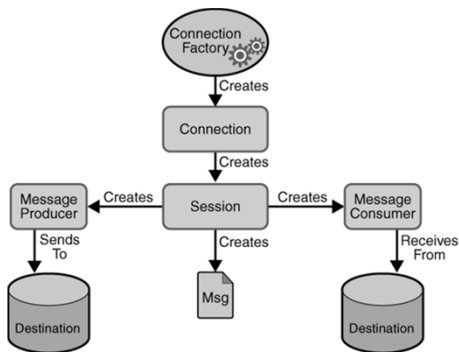 Connection
Factory
Creates
Connection
Creates
Message
Producer
Creates
Session
Creates
Message
Consumer
Sends
To
Creates
Receives
From
Msg
Destination
Destination